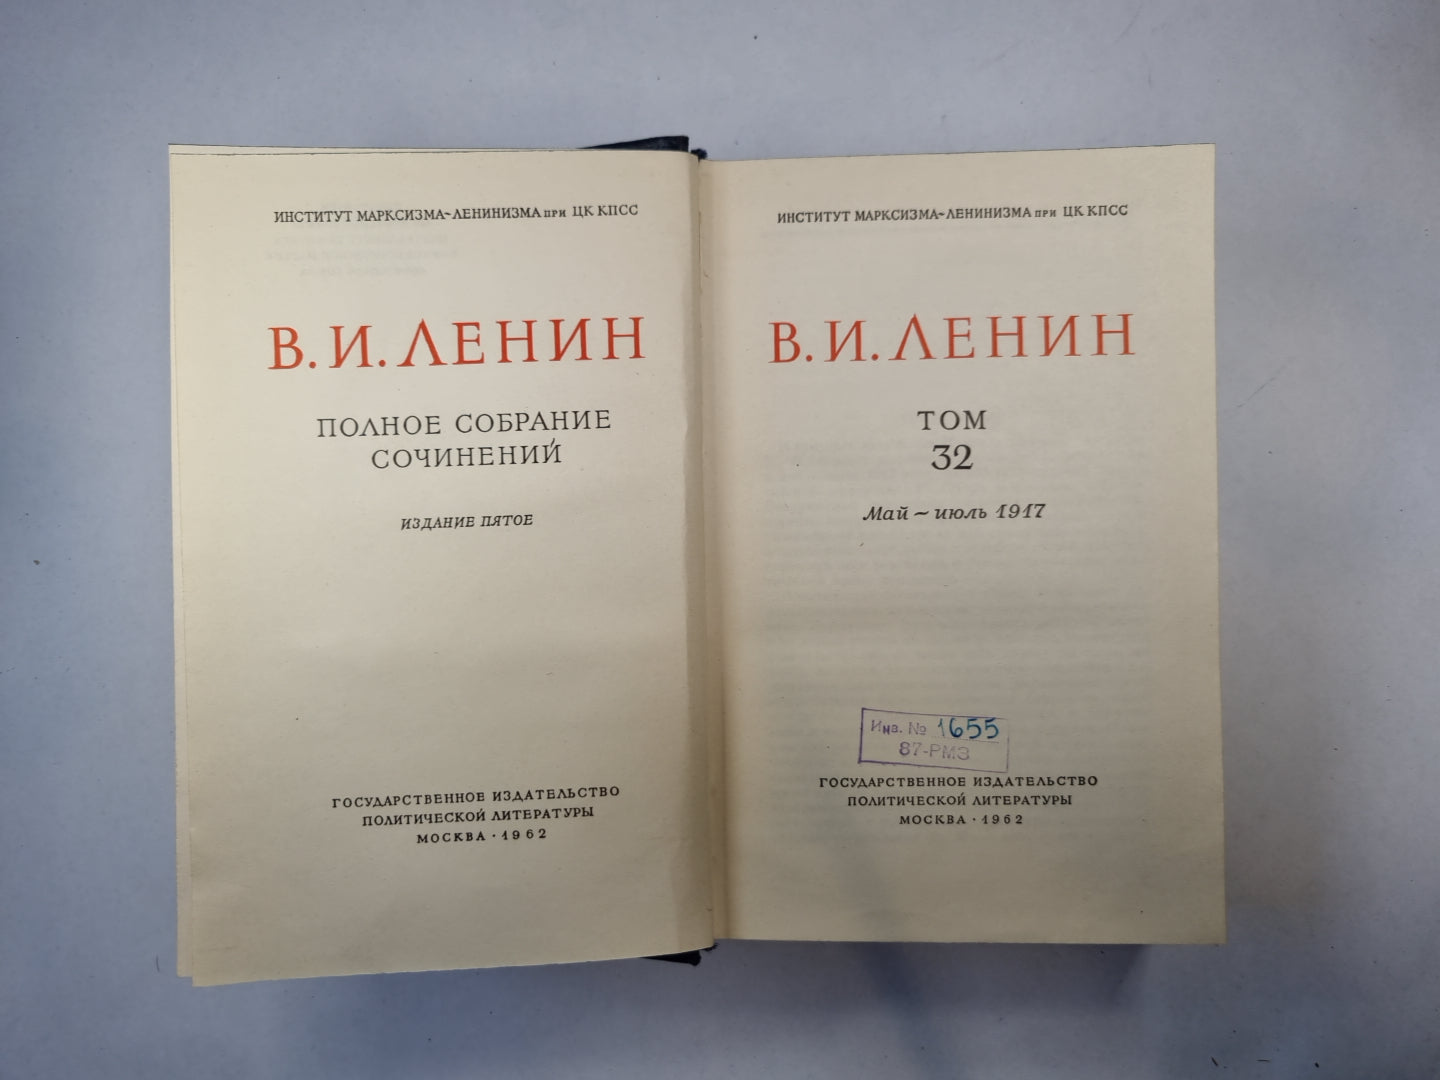 ИНСТИТУТ МАРКСИЗМА~ЛЕНИНИЗМА при ЦК КПСС
В. И. ЛЕНИН
ПОЛНОЕ СОБРАНИЕ
СОЧИНЕНИЙ
ИЗДАНИЕ ПЯТОЕ
ГОСУДАРСТВЕННОЕ ИЗДАТЕЛЬСТВО
ПОЛИТИЧЕСКОЙ ЛИТЕРАТУРЫ
МОСКВА · 1962
ИНСТИТУТ МАРКСИЗМА~ЛЕНИНИЗМА при ЦК КПСС
В. И. ЛЕНИН
ТОМ
32
Май ~ июль 1917
Инв. № 1655
87-РМЗ
ГОСУДАРСТВЕННОЕ ИЗДАТЕЛЬСТВО
ПОЛИТИЧЕСКОЙ ЛИТЕРАТУРЫ
МОСКВА · 1962